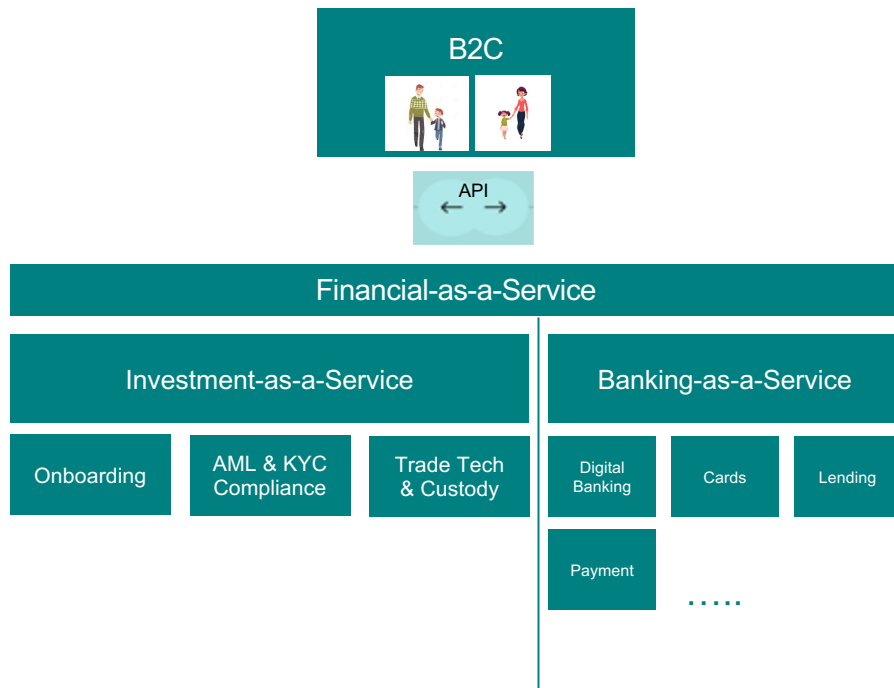 B2C
API
Financial-as-a-Service
Investment-as-a-Service
Banking-as-a-Service
Onboarding
AML & KYC
Compliance
Trade Tech
& Custody
Digital
Banking
Cards
Lending
Payment
.....